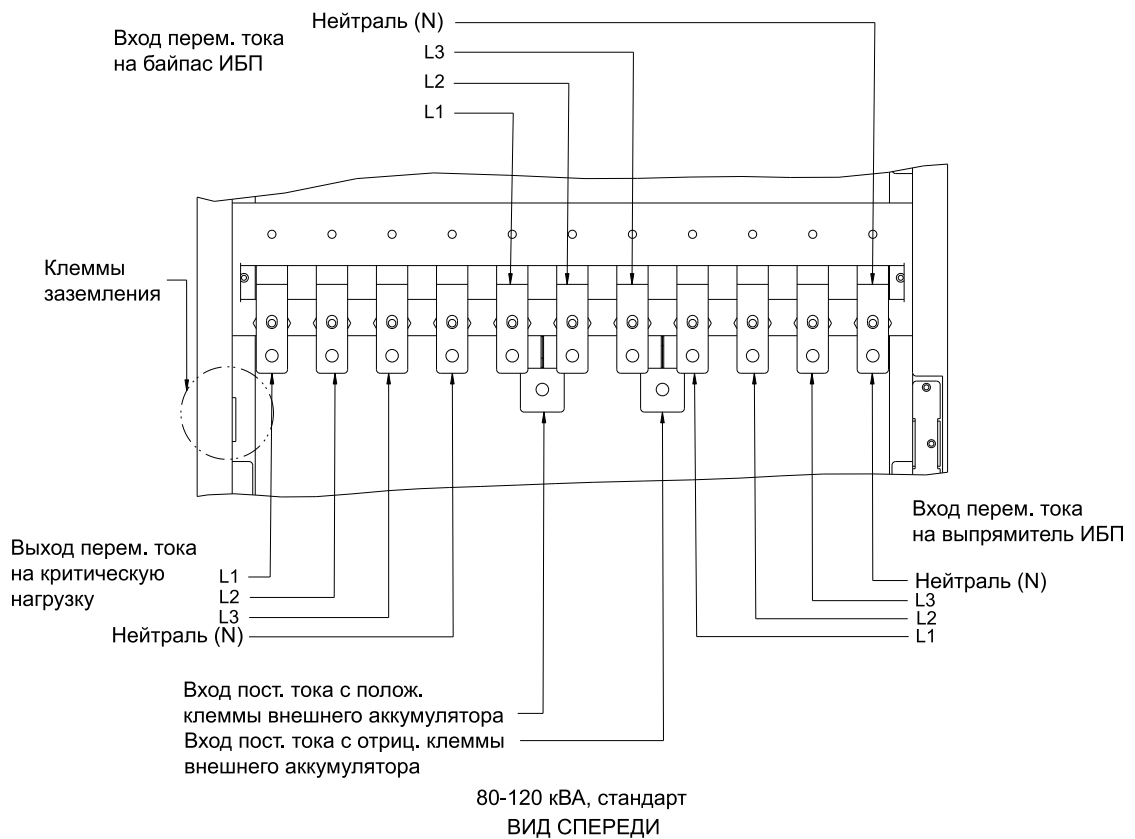 Вход перем. тока
на байпас ИБП
Нейтраль (N)
L3
L2
L1
Клеммы
заземления
Выход перем. тока
на критическую
нагрузку
L1
L2
L3
Нейтраль (N)
Вход перем. тока
на выпрямитель ИБП
Нейтраль (N)
L3
L2
L1
Вход пост. тока с полож.
клеммы внешнего аккумулятора
Вход пост. тока с отриц. клеммы
внешнего аккумулятора
80-120 кВА, стандарт
ВИД СПЕРЕДИ